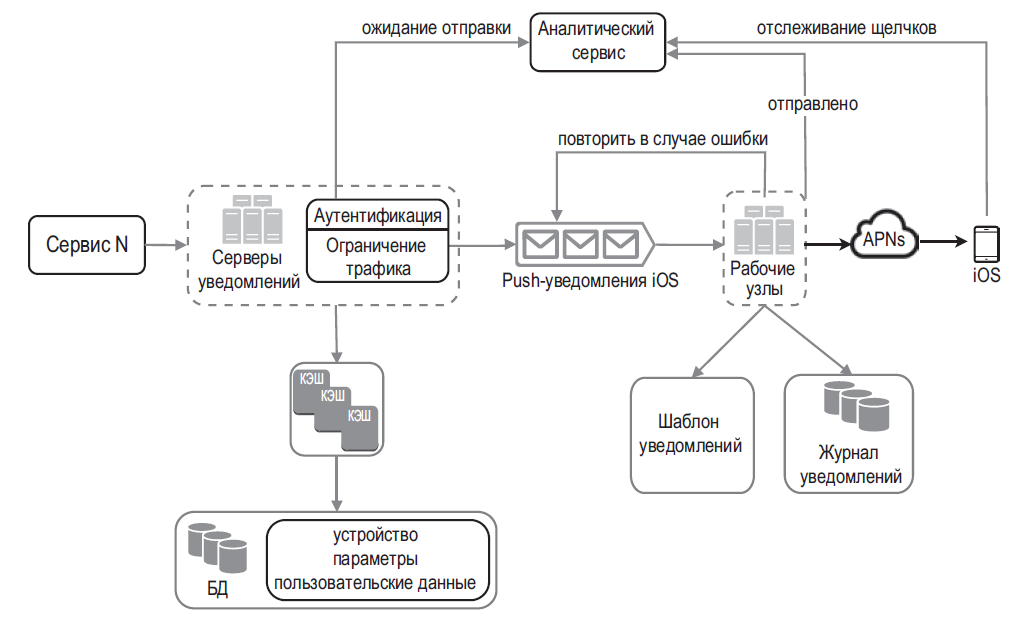 ожидание отправки
Аналитический
сервис
отслеживание щелчков
отправлено
повторить в случае ошибки
Сервис N
Серверы
уведомлений
Аутентификация
Ограничение
трафика
Push-уведомления iOS
Рабочие
узлы
APNs
iOS
КЭШ
КЭШ
КЭШ
Шаблон
уведомлений
Журнал
уведомлений
БД
устройство
параметры
пользовательские данные